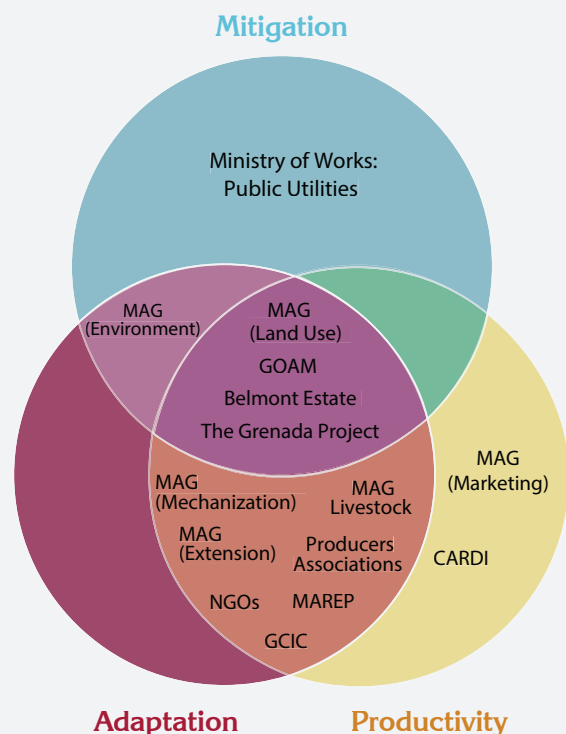 Mitigation
Ministry of Works:
Public Utilities
MAG
(Environment)
MAG
(Land Use)
GOAM
Belmont Estate
The Grenada Project
MAG
(Marketing)
CARDI
MAG
(Mechanization)
MAG
Livestock
MAG
(Extension)
Producers
Associations
NGOs
MAREP
GCIC
Adaptation
Productivity